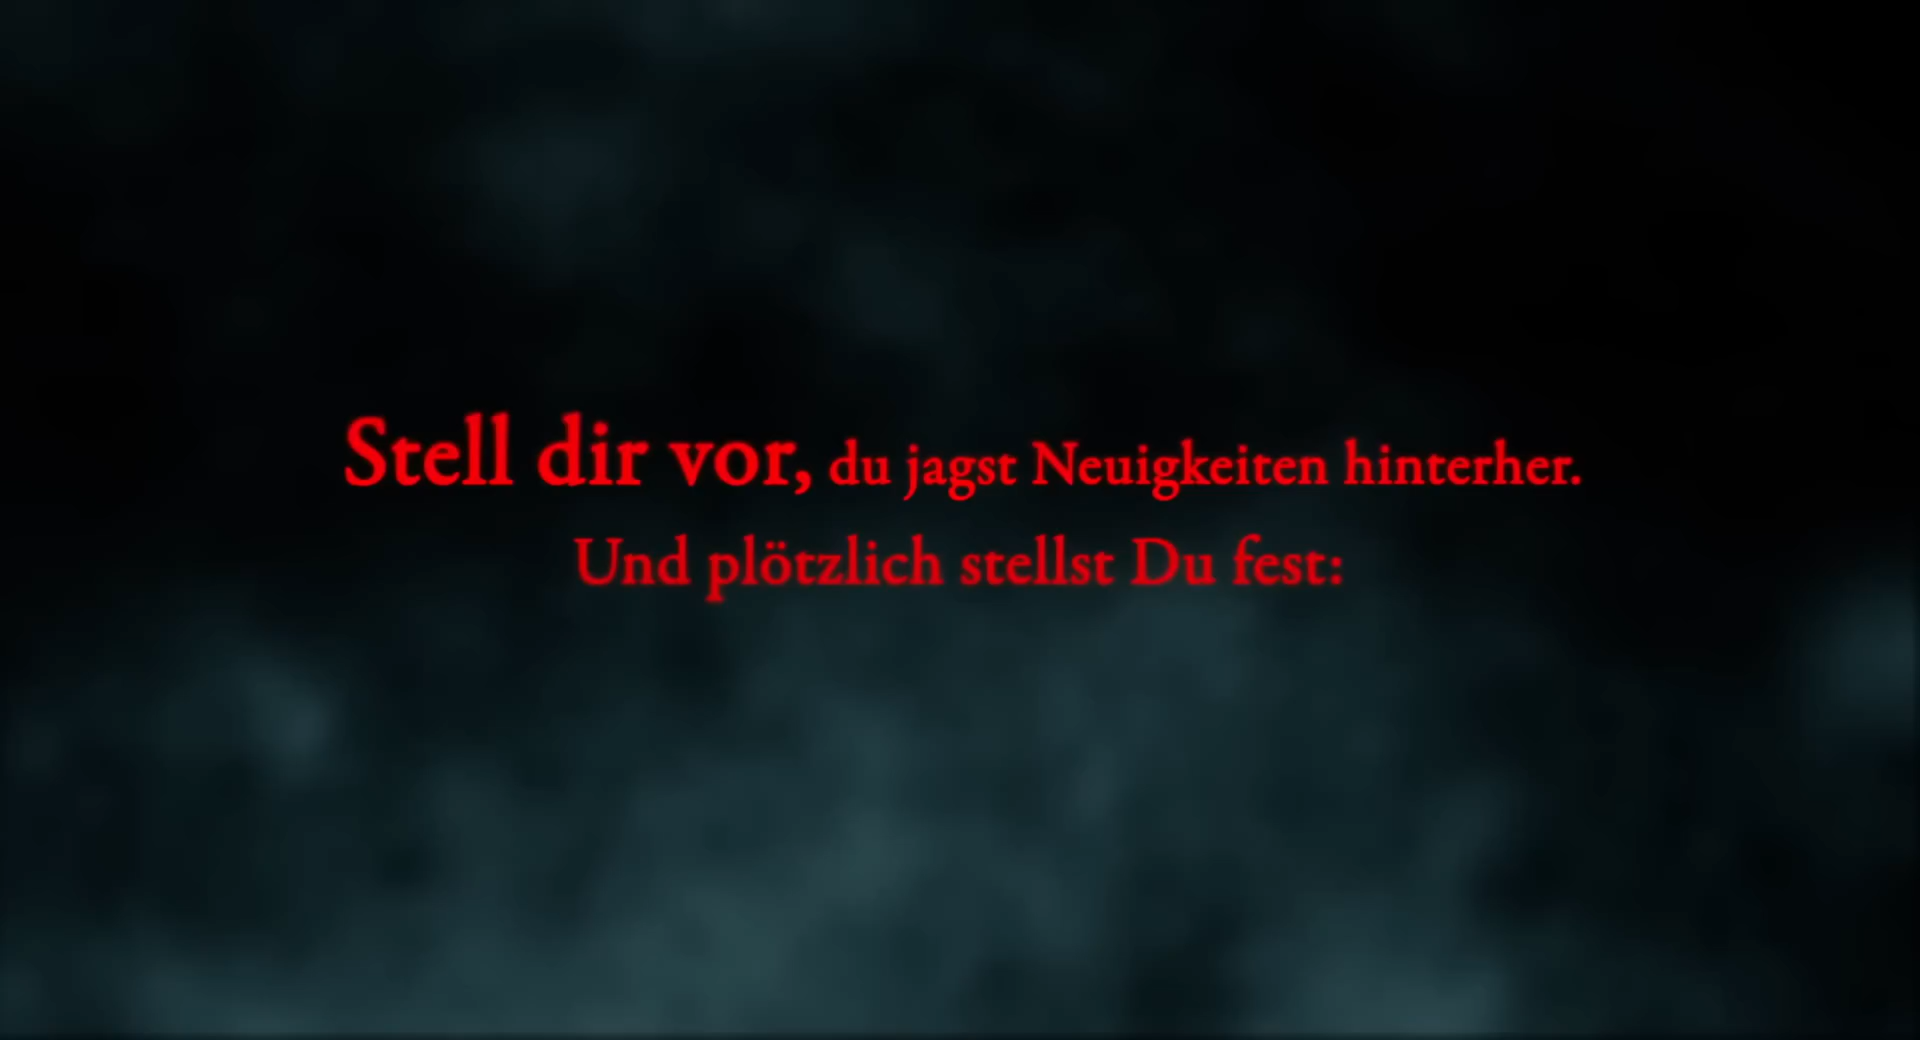 Stell dir vor, du jagst Neuigkeiten hinterher.
Und plötzlich stellst Du fest: